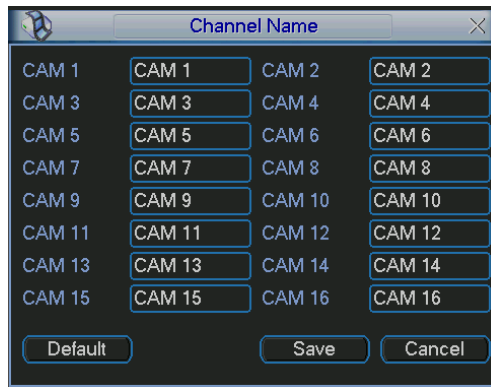 Channel Name
CAM 1 CAM 1 CAM 2 CAM 2
CAM 3 CAM 3 CAM 4 CAM 4
CAM 5 CAM 5 CAM 6 CAM 6
CAM 7 CAM 7 CAM 8 CAM 8
CAM 9 CAM 9 CAM 10 CAM 10
CAM 11 CAM 11 CAM 12 CAM 12
CAM 13 CAM 13 CAM 14 CAM 14
CAM 15 CAM 15 CAM 16 CAM 16
Default Save Cancel